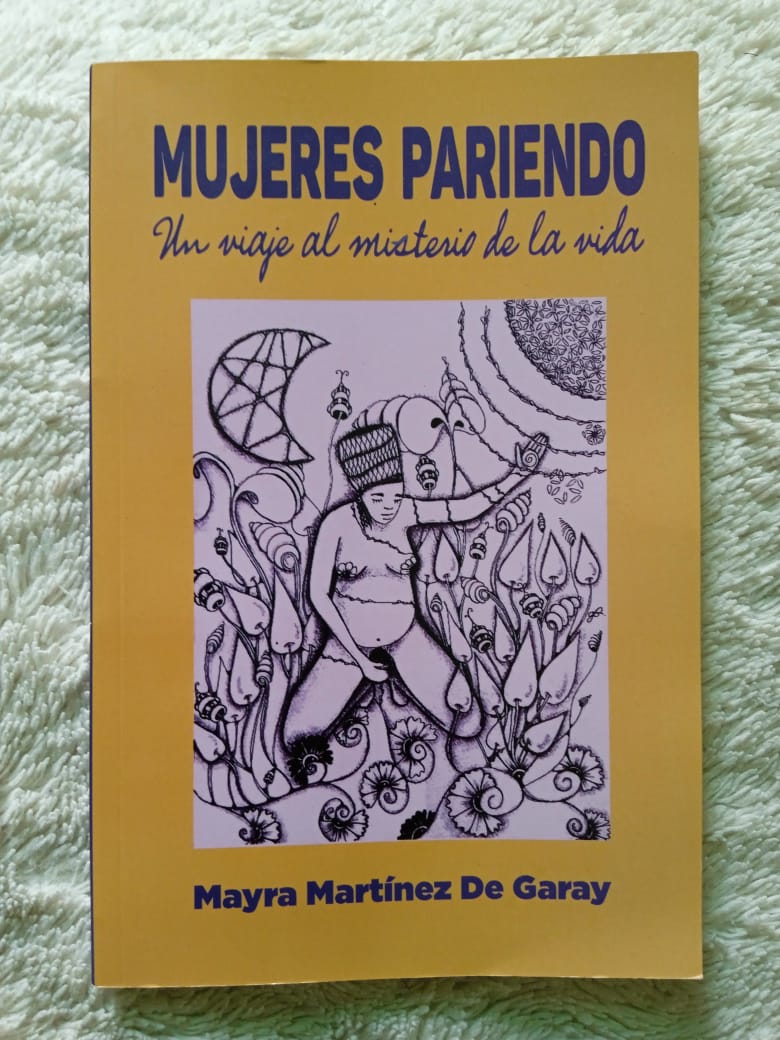 MUJERES PARIENDO
Un viaje al misterio de la vida
Mayra Martínez De Garay